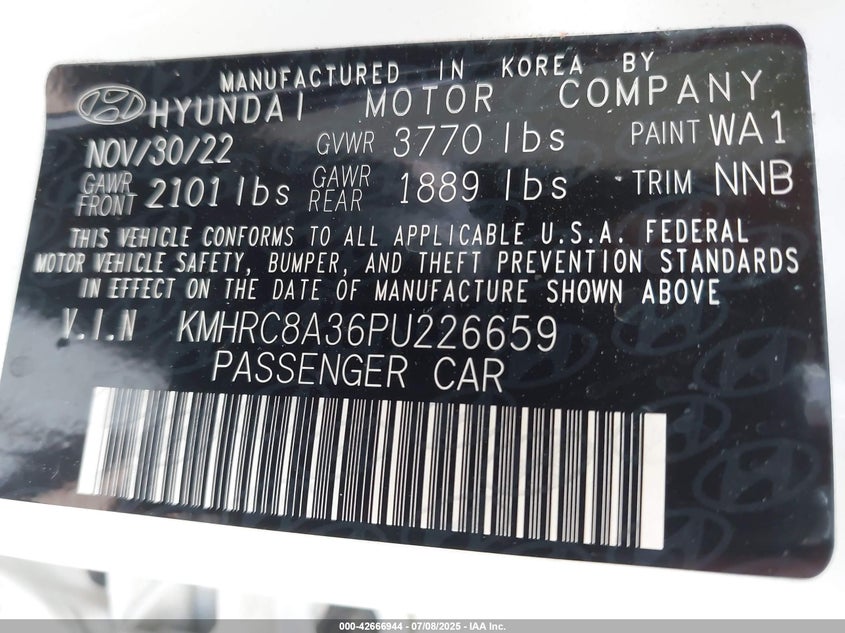 MANUFACTURED IN KOREA BY
HYUNDAI MOTOR COMPANY
NOV/30/22 GVWR 3770 lbs PAINT WA1
GAWR FRONT 2101 lbs GAWR REAR 1889 lbs TRIM NNB
THIS VEHICLE CONFORMS TO ALL APPLICABLE U.S.A. FEDERAL
MOTOR VEHICLE SAFETY, BUMPER, AND THEFT PREVENTION STANDARDS
IN EFFECT ON THE DATE OF MANUFACTURE SHOWN ABOVE
V.I.N KMHRC8A36PU226659
PASSENGER CAR
000-42666944 - 07/08/2025 - IAA Inc.